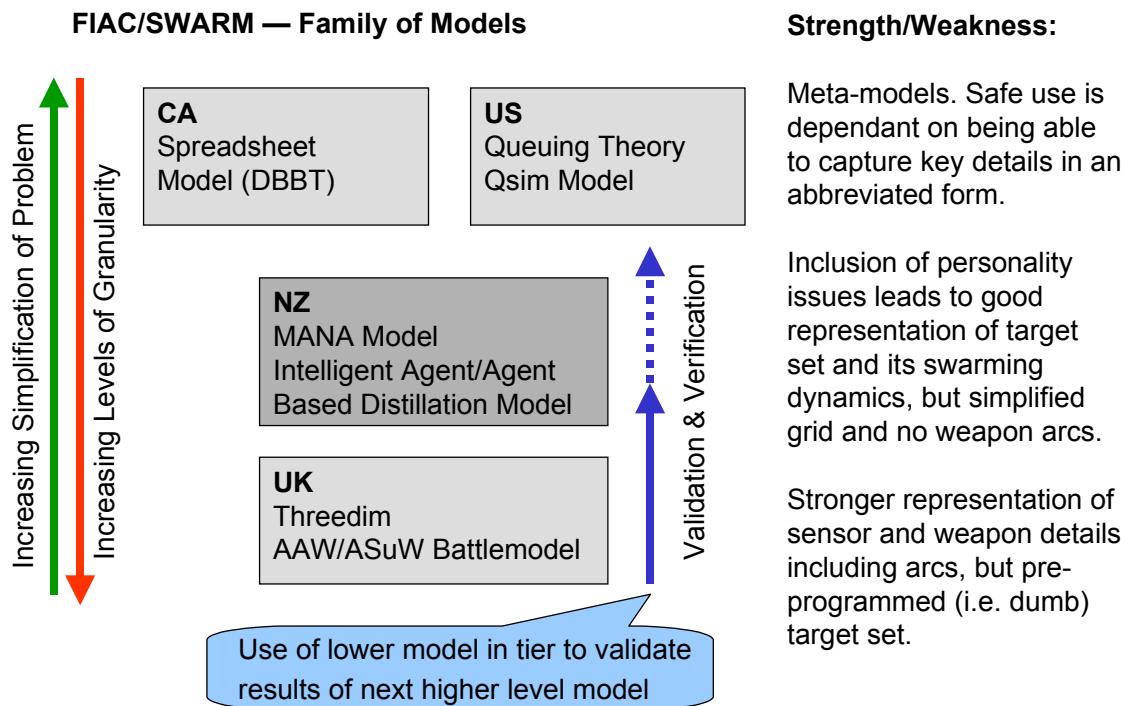 FIAC/SWARM — Family of Models
Increasing Simplification of Problem
Increasing Levels of Granularity
CA
Spreadsheet
Model (DBBT)
US
Queuing Theory
Qsim Model
NZ
MANA Model
Intelligent Agent/Agent
Based Distillation Model
UK
Threedim
AAW/ASuW Battlemodel
Validation & Verification
Use of lower model in tier to validate
results of next higher level model
Strength/Weakness:
Meta-models. Safe use is
dependant on being able
to capture key details in an
abbreviated form.
Inclusion of personality
issues leads to good
representation of target
set and its swarming
dynamics, but simplified
grid and no weapon arcs.
Stronger representation of
sensor and weapon details
including arcs, but pre-
programmed (i.e. dumb)
target set.